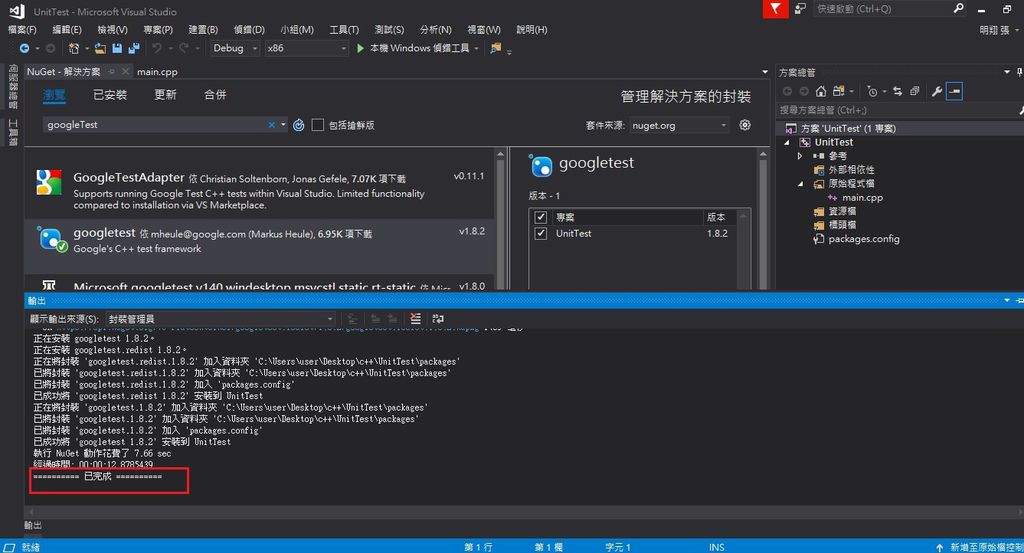 UnitTest - Microsoft Visual Studio
快速啟動 (Ctrl+Q)
檔案(F) 編輯(E) 檢視(V) 專案(P) 建置(B) 偵錯(D) 小組(M) 工具(T) 測試(S) 分析(N) 視窗(W) 說明(H)
明翔 張
Debug x86 本機 Windows 偵錯工具
伺服器總管
工具箱
NuGet - 解決方案 main.cpp
瀏覽 已安裝 更新 合併
管理解決方案的封裝
googleTest
包括搶鮮版
套件來源: nuget.org
GoogleTestAdapter 依 Christian Soltenborn, Jonas Gefele, 7.07K 項下載 v0.11.1
Supports running Google Test C++ tests within Visual Studio. Limited functionality
compared to installation via VS Marketplace.
googletest 依 mheule@google.com (Markus Heule), 6.95K 項下載 v1.8.2
Google's C++ test framework
Microsoft.googletest.v140.windesktop.msvcstl.static.rt-static 依 Micr v1.8.0
googletest
版本 - 1
專案 版本
UnitTest 1.8.2
方案總管
搜尋方案總管 (Ctrl+;)
方案 'UnitTest' (1 專案)
UnitTest
參考
外部相依性
原始程式檔
main.cpp
資源檔
標頭檔
packages.config
輸出
顯示輸出來源(S): 封裝管理員
正在安裝 googletest 1.8.2。
正在安裝 googletest.redist 1.8.2。
正在將封裝 'googletest.redist.1.8.2' 加入資料夾 'C:\Users\user\Desktop\c++\UnitTest\packages'
已將封裝 'googletest.redist.1.8.2' 加入資料夾 'C:\Users\user\Desktop\c++\UnitTest\packages'
已將封裝 'googletest.redist.1.8.2' 加入 'packages.config'
已成功將 'googletest.redist 1.8.2' 安裝到 UnitTest
正在將封裝 'googletest.1.8.2' 加入資料夾 'C:\Users\user\Desktop\c++\UnitTest\packages'
已將封裝 'googletest.1.8.2' 加入資料夾 'C:\Users\user\Desktop\c++\UnitTest\packages'
已將封裝 'googletest.1.8.2' 加入 'packages.config'
已成功將 'googletest 1.8.2' 安裝到 UnitTest
執行 NuGet 動作花費了 7.66 sec
經過時間: 00:00:12.8785439
========== 已完成 ==========
輸出
就緒 第 1 行 第 1 欄 字元 1 INS 新增至原始檔控制